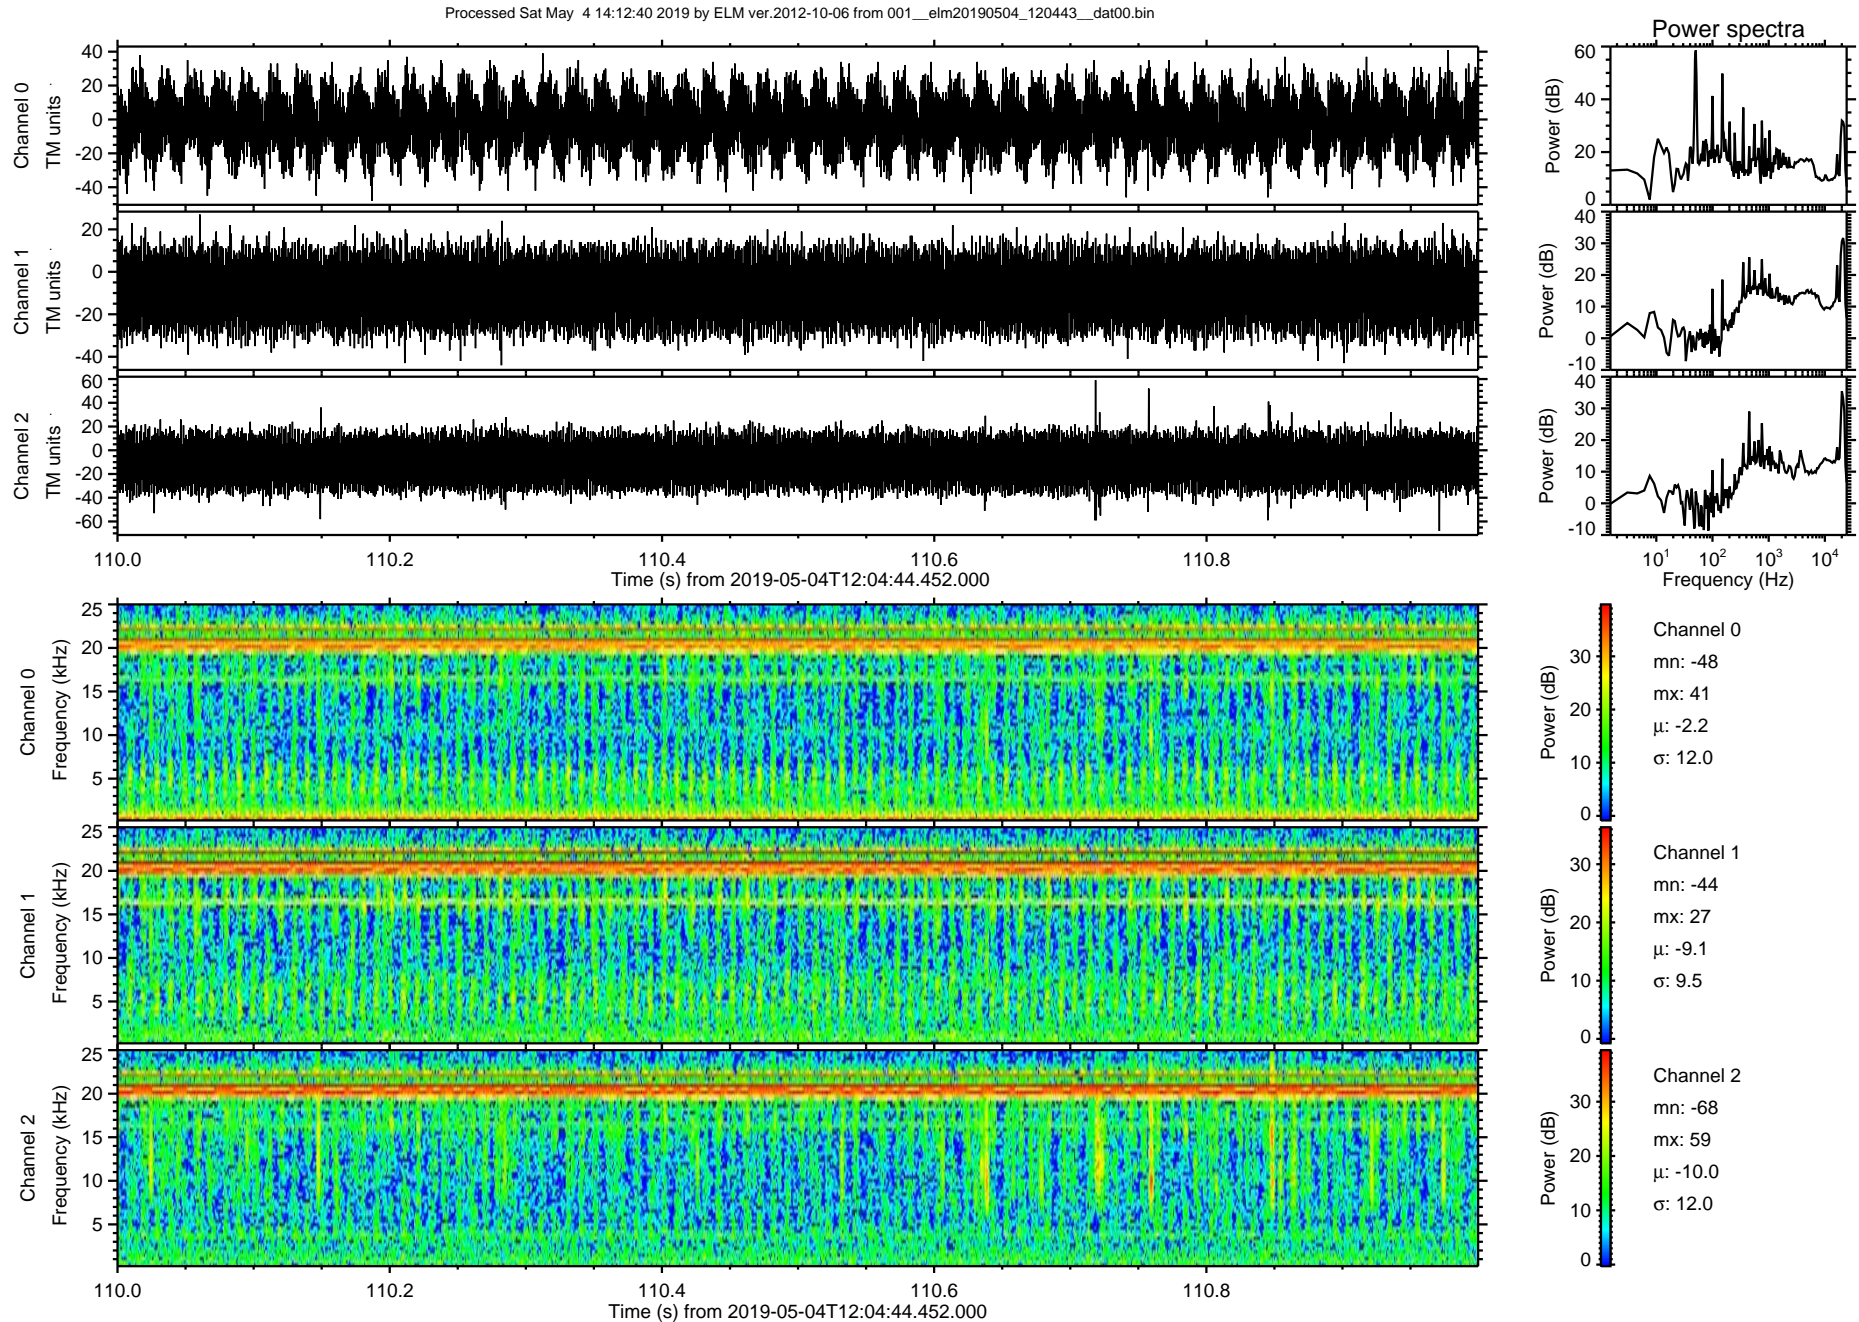 Processed Sat May  4 14:12:40 2019 by ELM ver.2012-10-06 from 001__elm20190504_120443__dat00.bin
Power spectra
Channel 0
TM units
40
20
0
-20
-40
Power (dB)
60
40
20
0
Channel 1
TM units
20
0
-20
-40
Power (dB)
40
30
20
10
0
-10
Channel 2
TM units
60
40
20
0
-20
-40
-60
Power (dB)
40
30
20
10
0
-10
110.0 110.2 110.4 110.6 110.8
Time (s) from 2019-05-04T12:04:44.452.000
10^1 10^2 10^3 10^4
Frequency (Hz)
Channel 0
Frequency (kHz)
25
20
15
10
5
Power (dB)
30
20
10
0
Channel 0
mn: -48
mx: 41
μ: -2.2
σ: 12.0
Channel 1
Frequency (kHz)
25
20
15
10
5
Power (dB)
30
20
10
0
Channel 1
mn: -44
mx: 27
μ: -9.1
σ: 9.5
Channel 2
Frequency (kHz)
25
20
15
10
5
Power (dB)
30
20
10
0
Channel 2
mn: -68
mx: 59
μ: -10.0
σ: 12.0
110.0 110.2 110.4 110.6 110.8
Time (s) from 2019-05-04T12:04:44.452.000